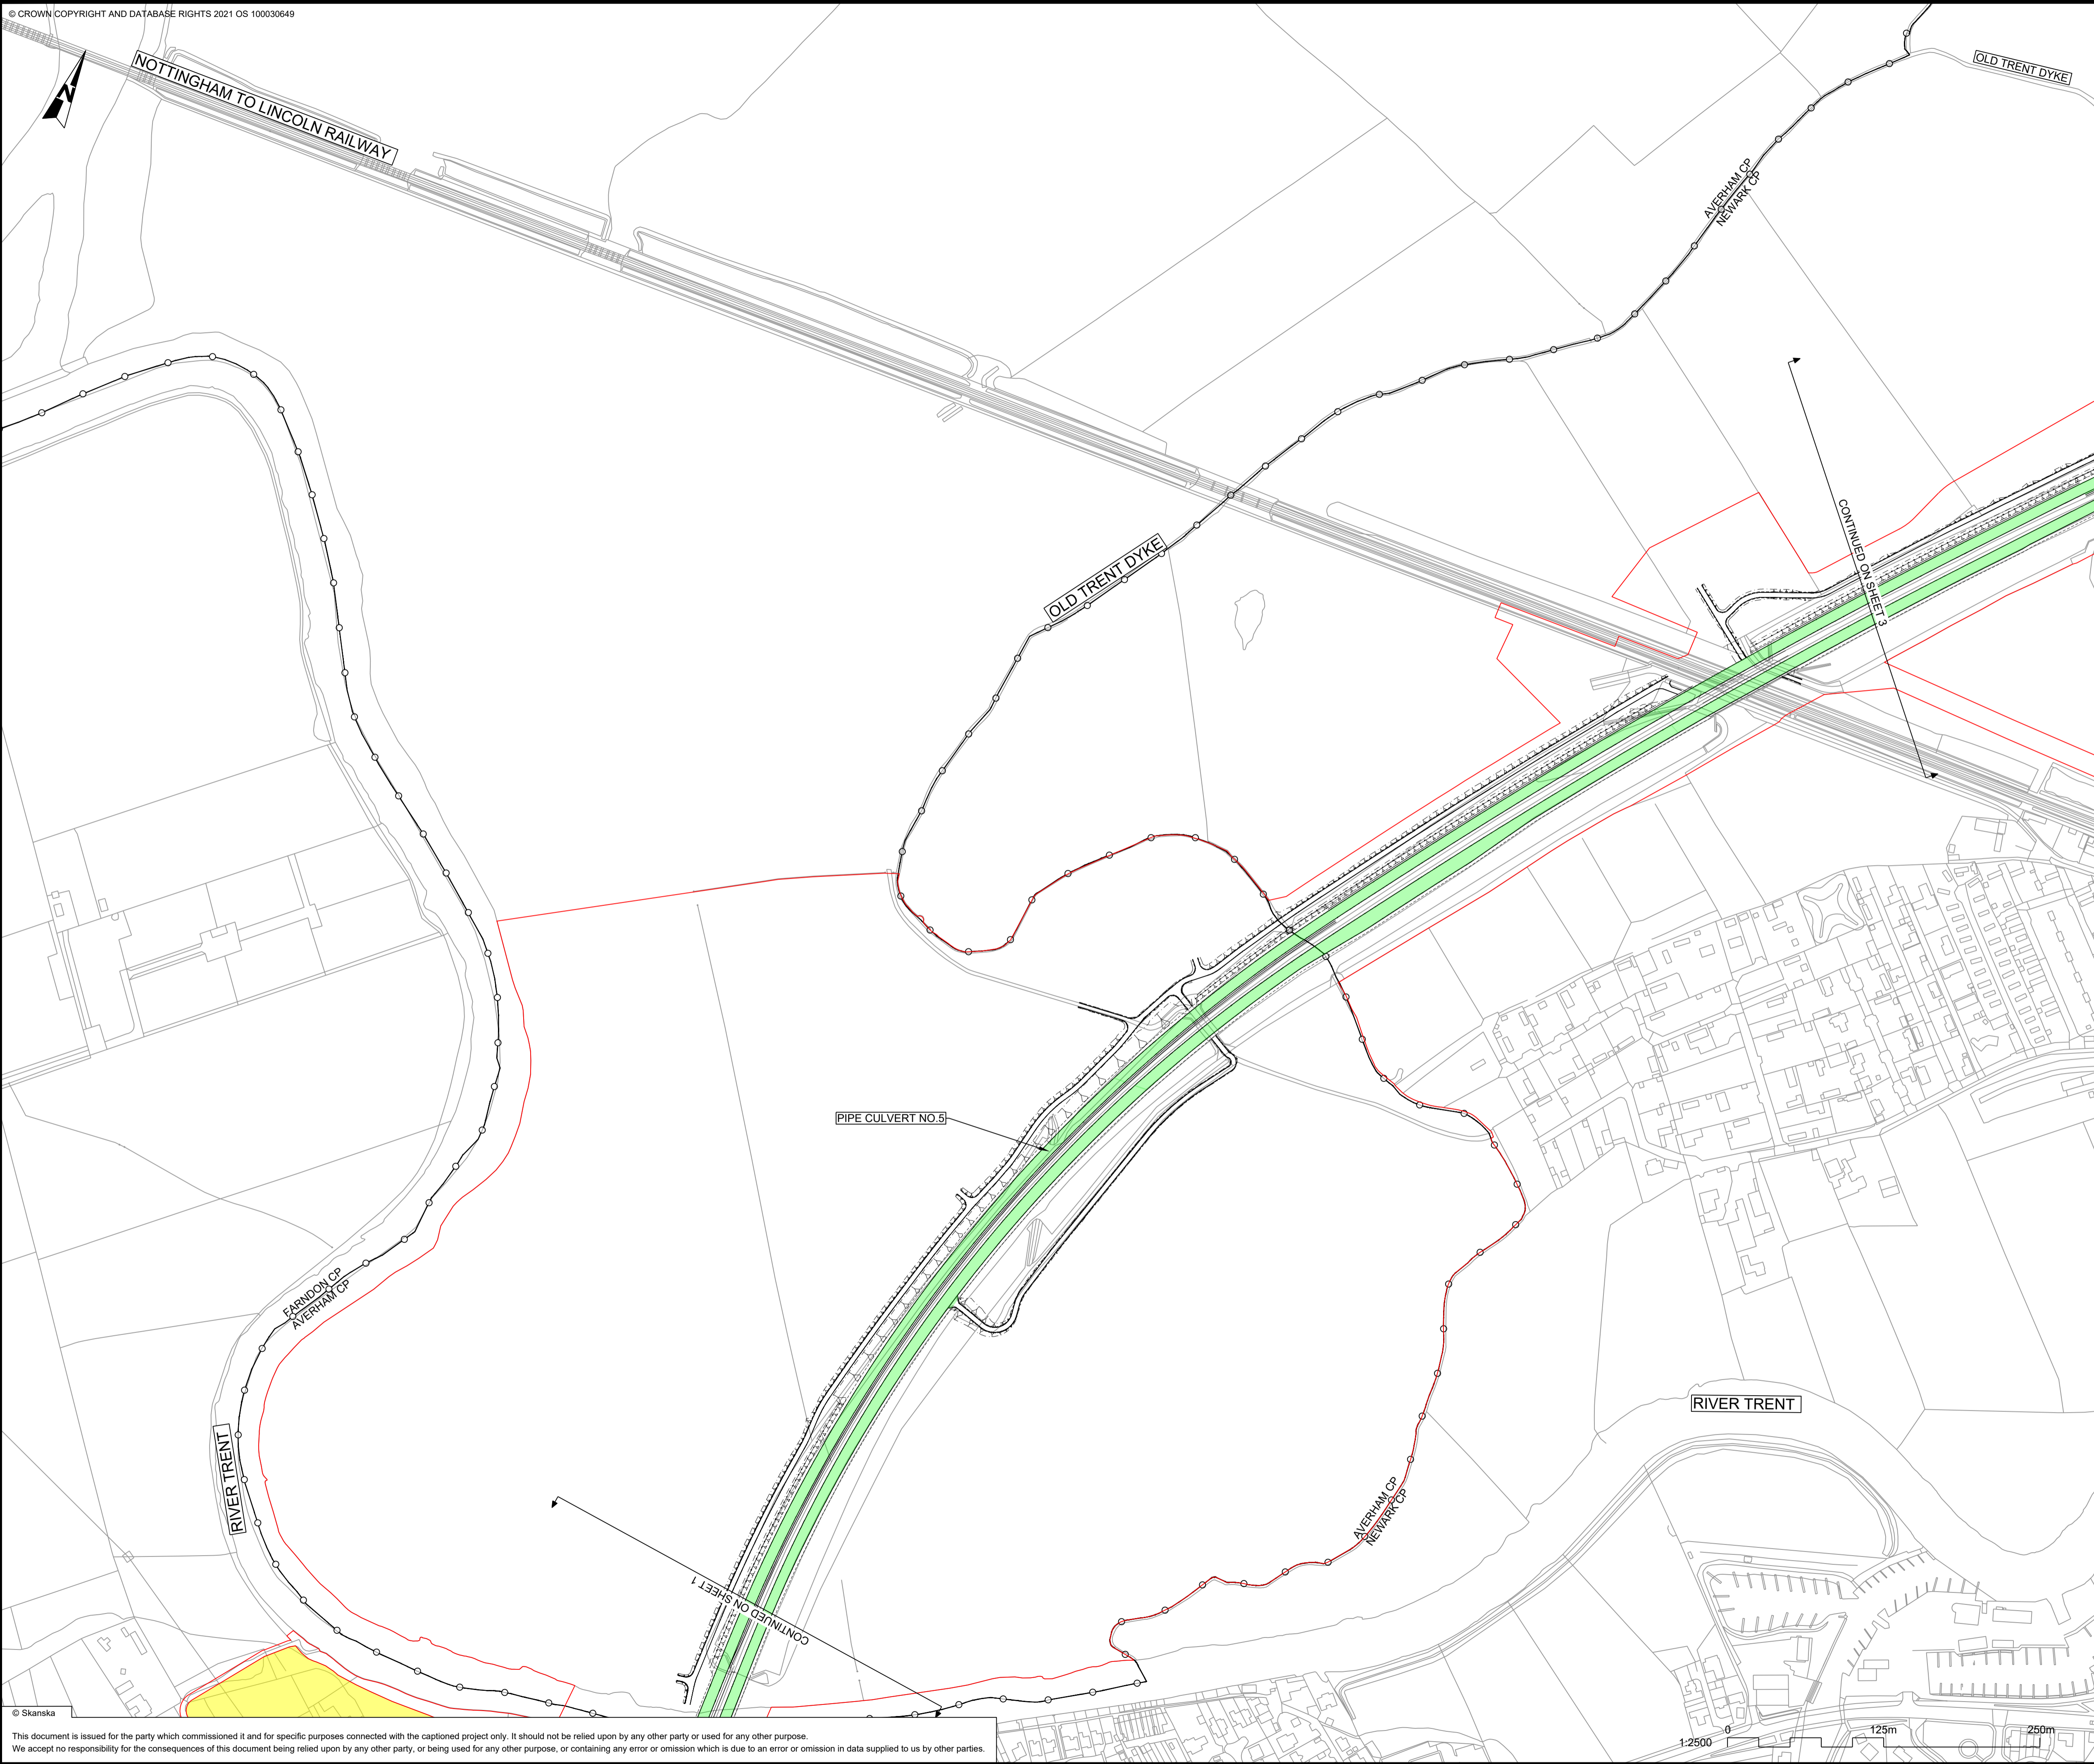 © CROWN COPYRIGHT AND DATABASE RIGHTS 2021 OS 100030649
N
NOTTINGHAM TO LINCOLN RAILWAY
OLD TRENT DYKE
AVERHAM CP
NEWARK CP
CONTINUED ON SHEET 3
OLD TRENT DYKE
PIPE CULVERT NO.5
FARNDON CP
AVERHAM CP
RIVER TRENT
RIVER TRENT
AVERHAM CP
NEWARK CP
CONTINUED ON SHEET 1
© Skanska
This document is issued for the party which commissioned it and for specific purposes connected with the captioned project only. It should not be relied upon by any other party or used for any other purpose.
We accept no responsibility for the consequences of this document being relied upon by any other party, or being used for any other purpose, or containing any error or omission which is due to an error or omission in data supplied to us by other parties.
0 125m 250m
1:2500